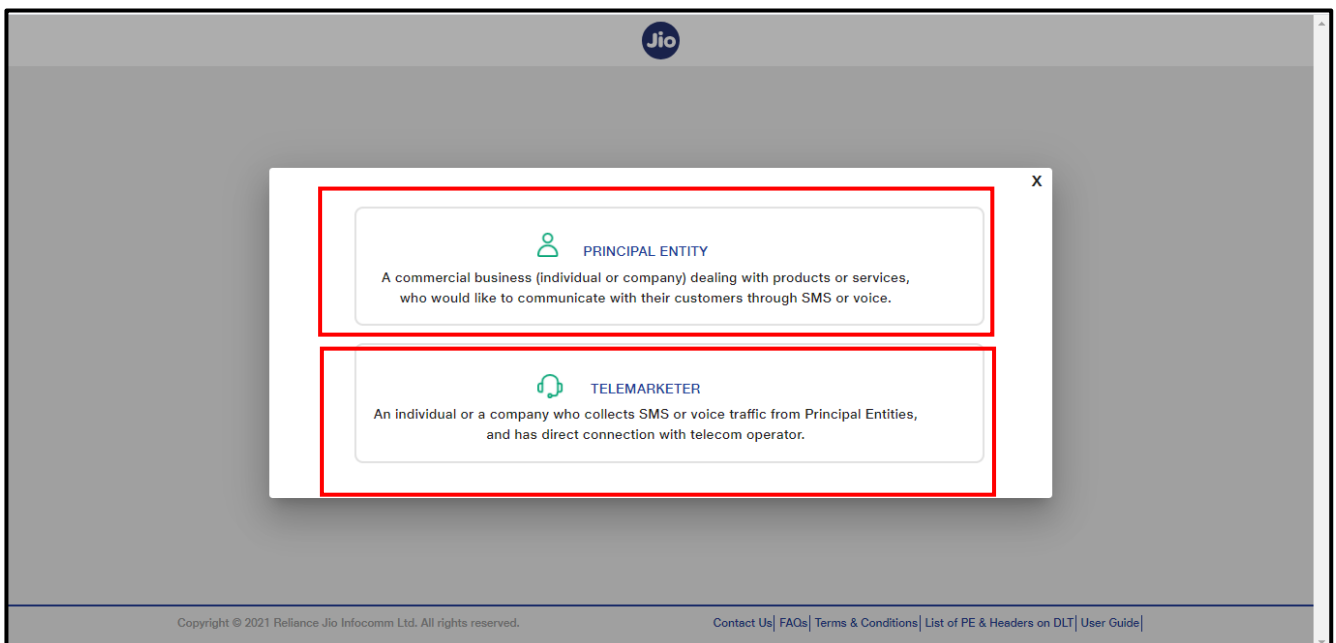 Jio
X
PRINCIPAL ENTITY
A commercial business (individual or company) dealing with products or services,
who would like to communicate with their customers through SMS or voice.
TELEMARKETER
An individual or a company who collects SMS or voice traffic from Principal Entities,
and has direct connection with telecom operator.
Copyright © 2021 Reliance Jio Infocomm Ltd. All rights reserved. Contact Us| FAQs| Terms & Conditions| List of PE & Headers on DLT| User Guide|